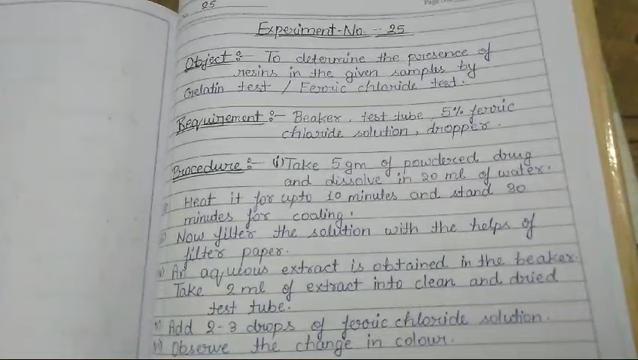 25
Experiment-No. - 25
Object :- To determine the presence of
resins in the given samples by
Gelatin test / Ferric chloride test.
Requirement :- Beaker, test tube, 5% ferric
chloride solution, dropper.
Procedure :- (i) Take 5gm of powdered drug
and dissolve in 20 ml of water.
Heat it for upto 10 minutes and stand 20
minutes for cooling.
Now filter the solution with the helps of
filter paper.
An aqulous extract is obtained in the beaker.
Take 2 ml of extract into clean and dried
test tube.
Add 2-3 drops of ferric chloride solution.
Observe the change in colour.